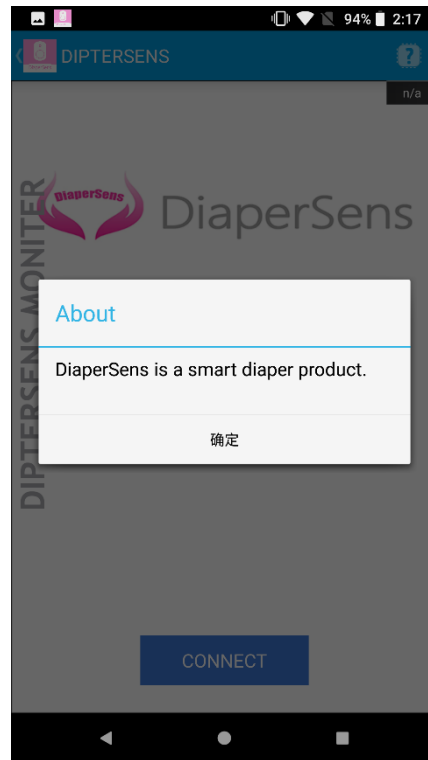 94% 2:17
DIPTERSENS
n/a
DiaperSens
DiaperSens
DIPTERSENS MONITER
About
DiaperSens is a smart diaper product.
确定
CONNECT